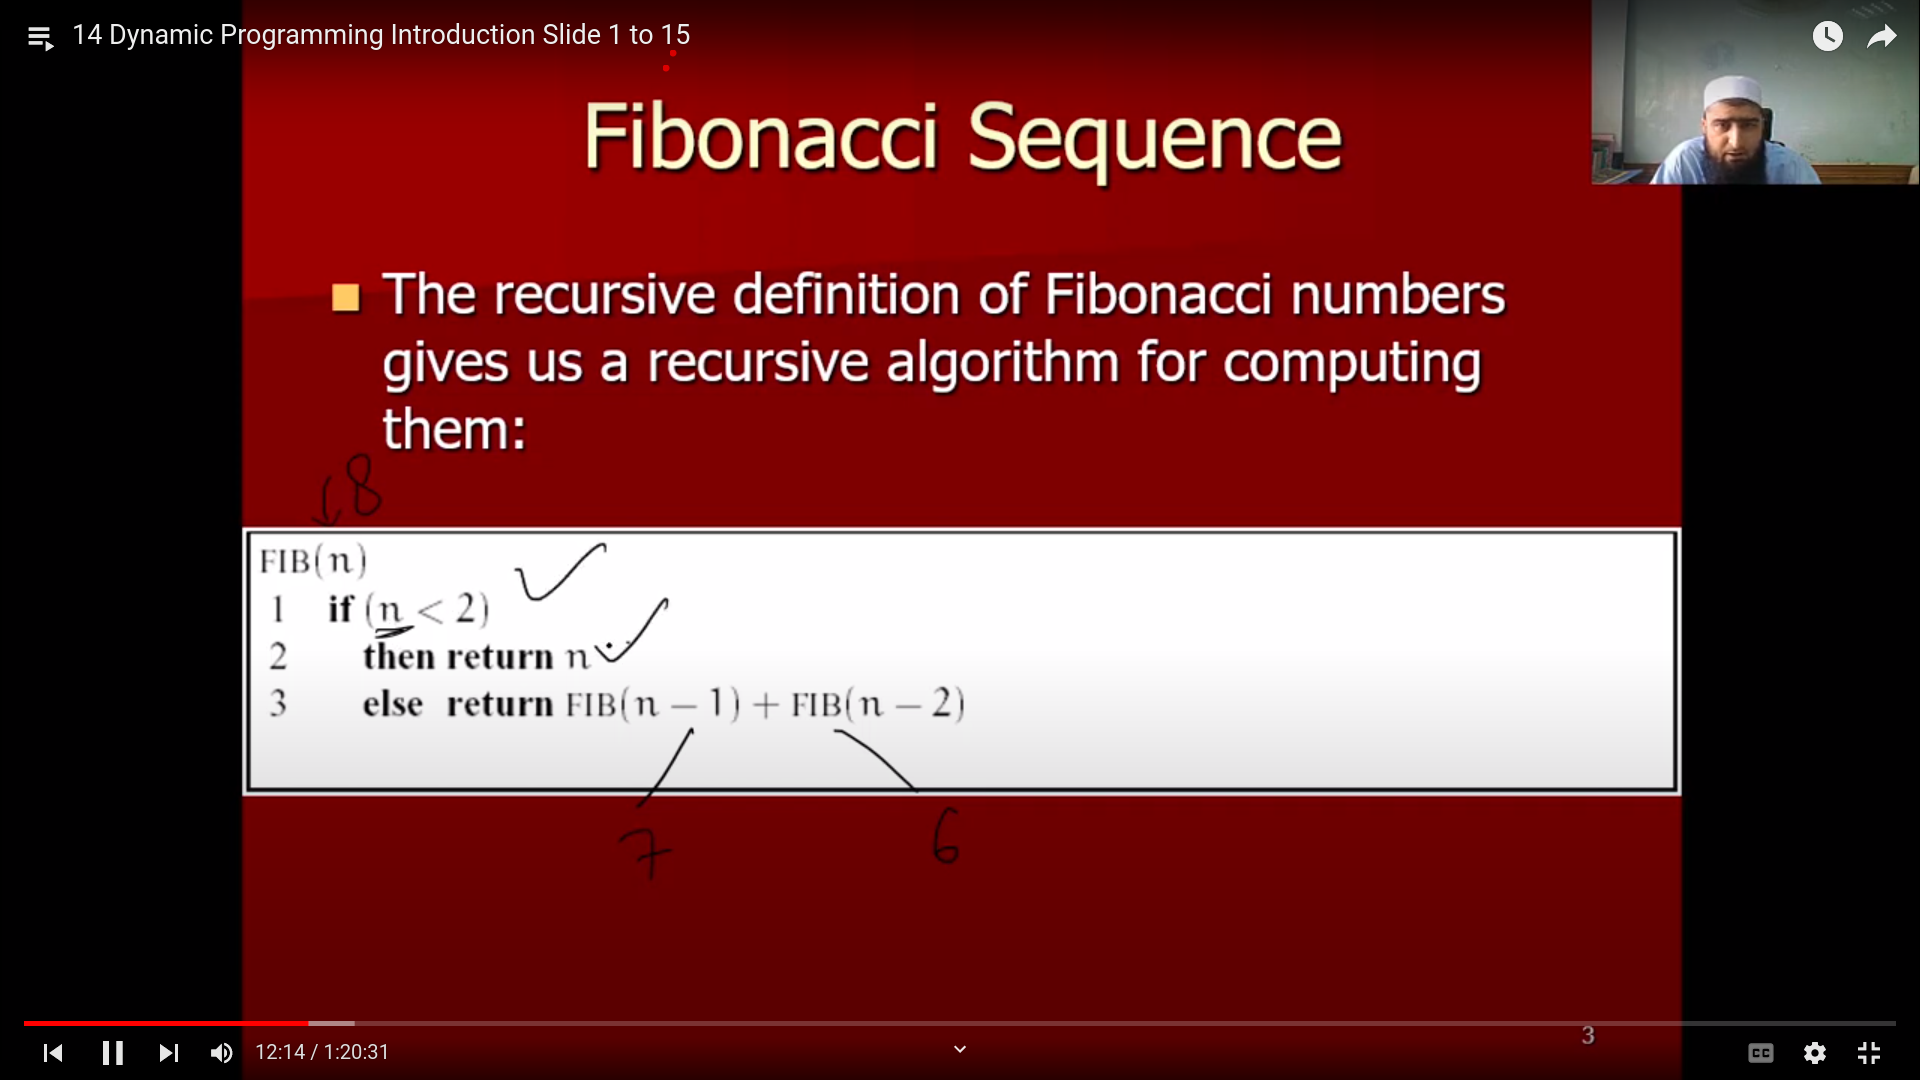 14 Dynamic Programming Introduction Slide 1 to 15
Fibonacci Sequence
The recursive definition of Fibonacci numbers
gives us a recursive algorithm for computing
them:
8
FIB(n)
1 if (n < 2)
2 then return n
3 else return FIB(n − 1) + FIB(n − 2)
7 6
3
12:14 / 1:20:31
CC